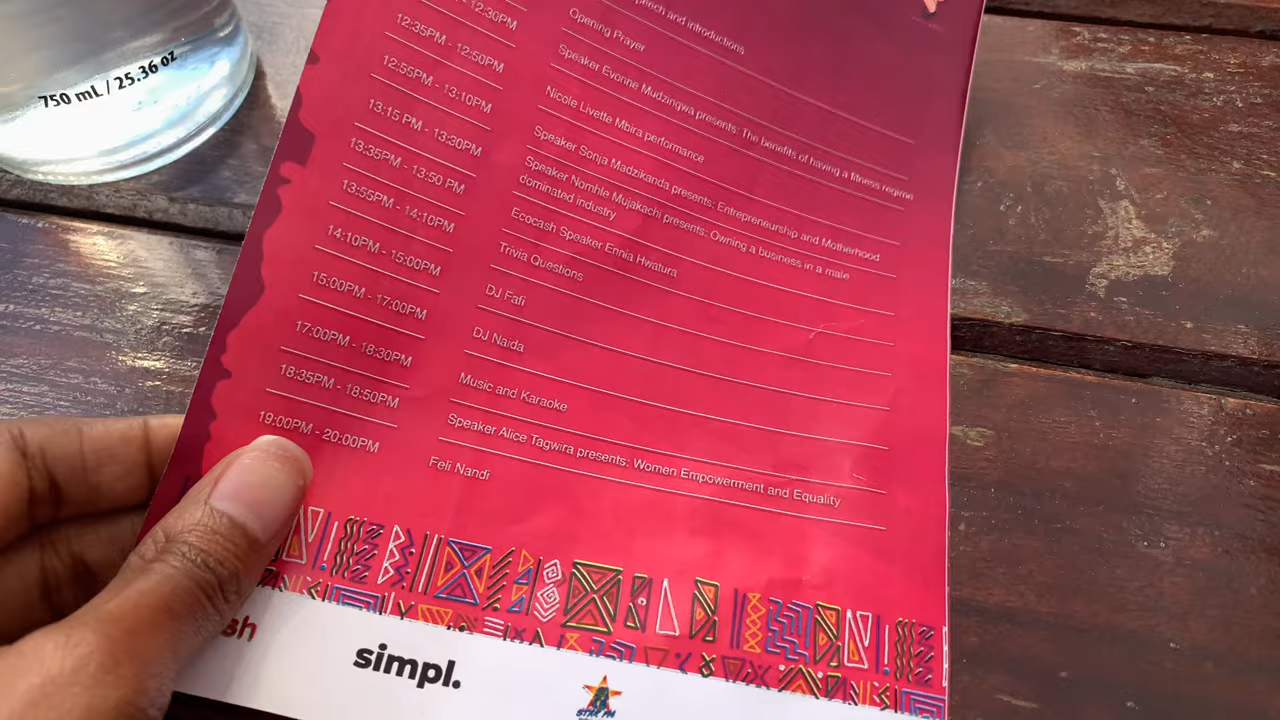 and introductions
Opening Prayer
12:30PM Speaker Evonne Mudzingwa presents: The benefits of having a fitness regime
12:35PM - 12:50PM Nicole Livette Mbira performance
12:55PM - 13:10PM Speaker Sonja Madzikanda presents: Entrepreneurship and Motherhood
13:15 PM - 13:30PM Speaker Nomhle Mujakachi presents: Owning a business in a male
dominated industry
13:35PM - 13:50 PM Ecocash Speaker Ennia Hwatura
13:55PM - 14:10PM Trivia Questions
14:10PM - 15:00PM DJ Fafi
15:00PM - 17:00PM DJ Naida
17:00PM - 18:30PM Music and Karaoke
18:35PM - 18:50PM Speaker Alice Tagwira presents: Women Empowerment and Equality
19:00PM - 20:00PM Feli Nandi
750 mL / 25.36 oz
sh
simpl.
STAR FM